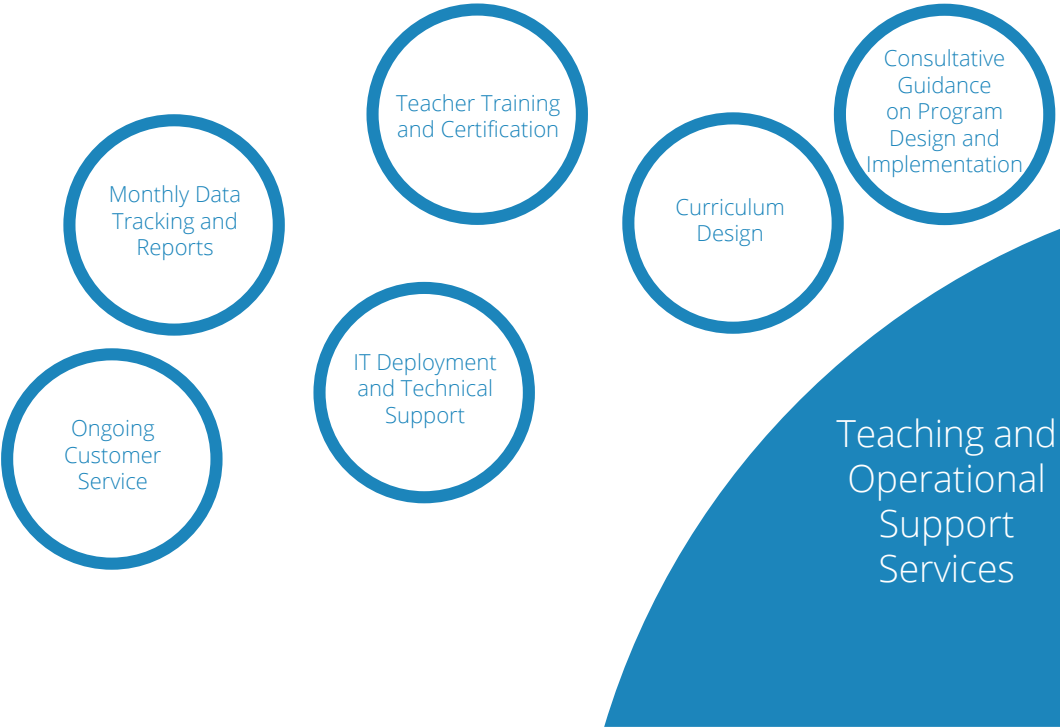 Consultative
Guidance
on Program
Design and
Implementation
Teacher Training
and Certification
Monthly Data
Tracking and
Reports
Curriculum
Design
IT Deployment
and Technical
Support
Ongoing
Customer
Service
Teaching and
Operational
Support
Services